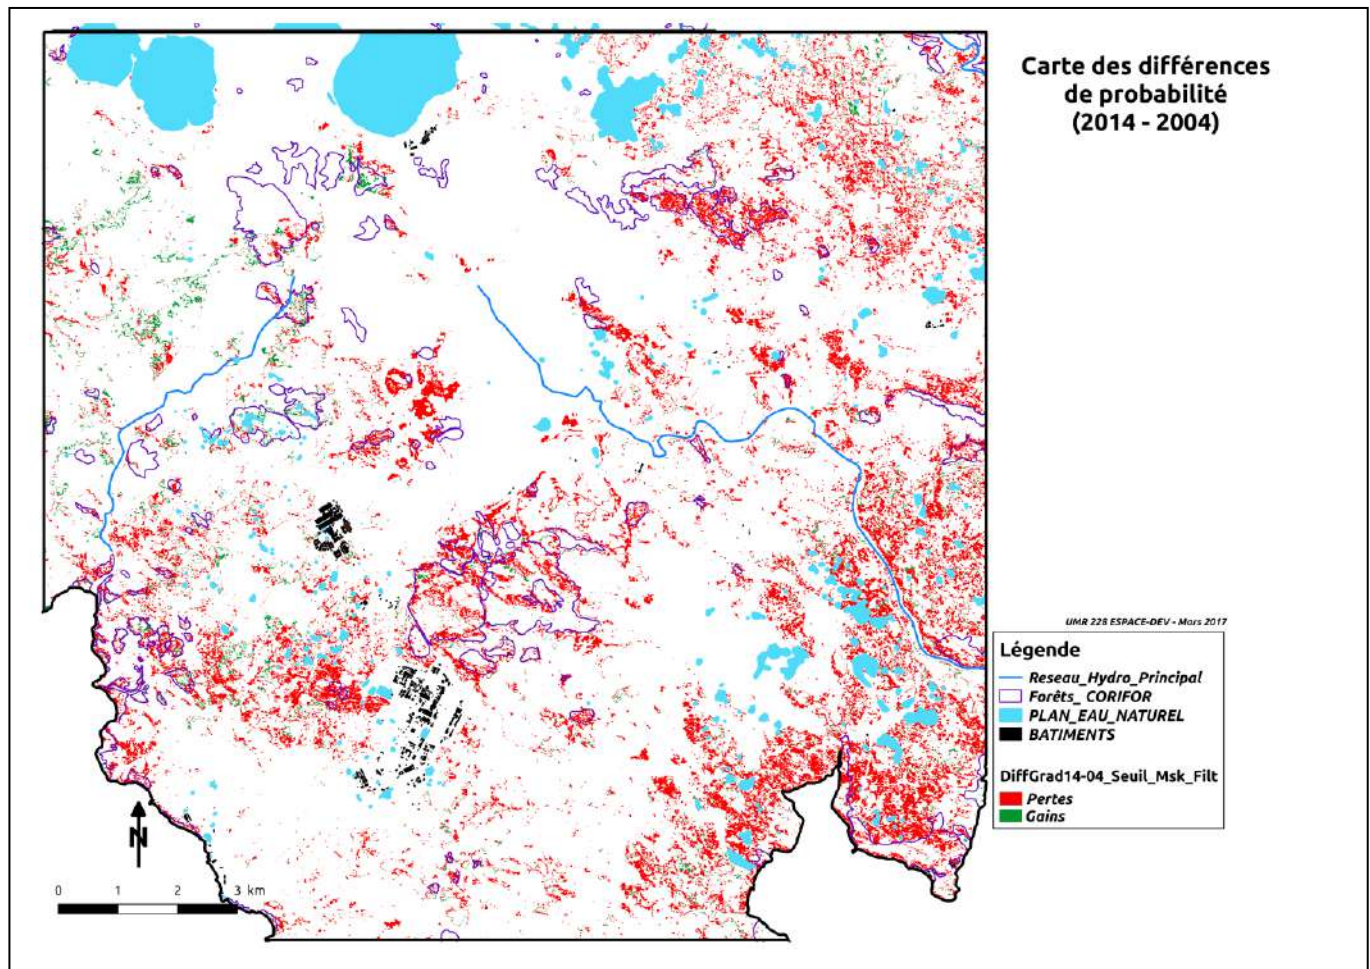 Carte des différences
de probabilité
(2014 - 2004)
UMR 228 ESPACE-DEV - Mars 2017
Légende
Reseau_Hydro_Principal
Forêts_ CORIFOR
PLAN_EAU_NATUREL
BATIMENTS
DiffGrad14-04_Seuil_Msk_Filt
Pertes
Gains
N
0 1 2 3 km